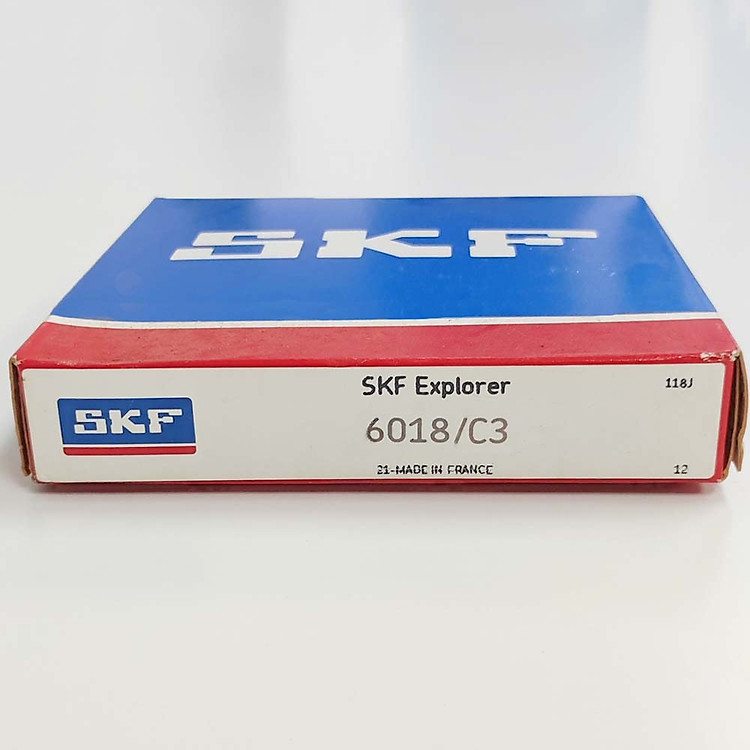 SKF
SKF Explorer
118J
SKF
6018/C3
21-MADE IN FRANCE
12